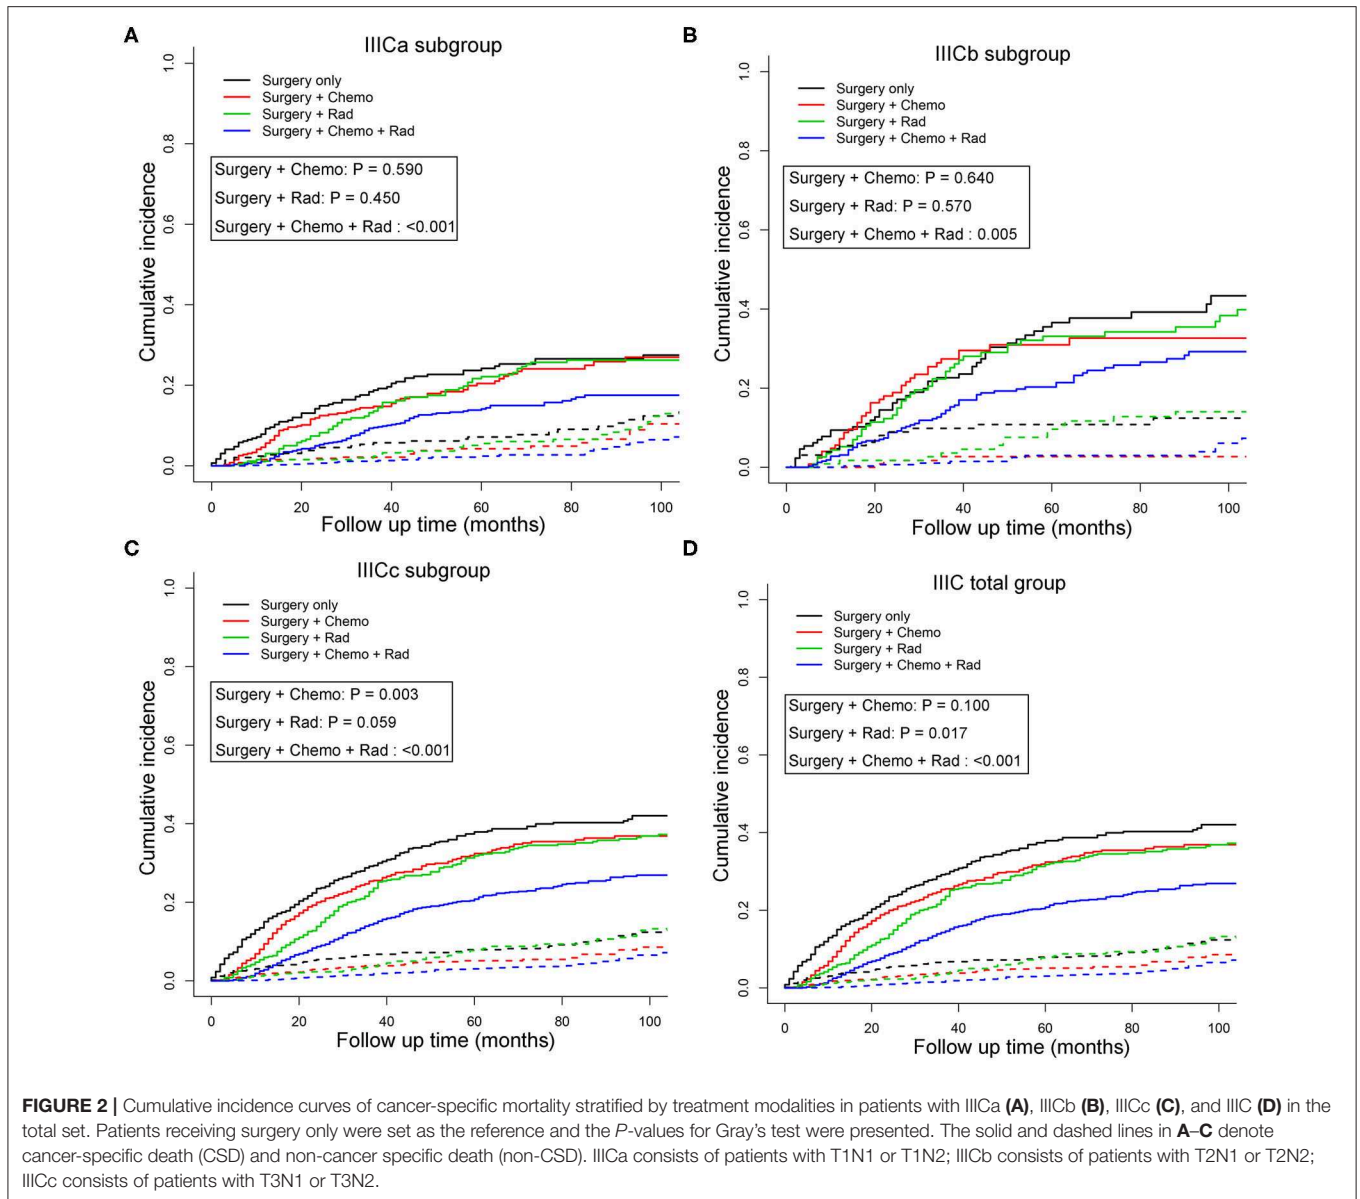 A
IIICa subgroup
Cumulative incidence
1.0
0.8
0.6
0.4
0.2
0.0
Surgery only
Surgery + Chemo
Surgery + Rad
Surgery + Chemo + Rad
Surgery + Chemo: P = 0.590
Surgery + Rad: P = 0.450
Surgery + Chemo + Rad : <0.001
0 20 40 60 80 100
Follow up time (months)
B
IIICb subgroup
Cumulative incidence
1.0
0.8
0.6
0.4
0.2
0.0
Surgery only
Surgery + Chemo
Surgery + Rad
Surgery + Chemo + Rad
Surgery + Chemo: P = 0.640
Surgery + Rad: P = 0.570
Surgery + Chemo + Rad : 0.005
0 20 40 60 80 100
Follow up time (months)
C
IIICc subgroup
Cumulative incidence
1.0
0.8
0.6
0.4
0.2
0.0
Surgery only
Surgery + Chemo
Surgery + Rad
Surgery + Chemo + Rad
Surgery + Chemo: P = 0.003
Surgery + Rad: P = 0.059
Surgery + Chemo + Rad : <0.001
0 20 40 60 80 100
Follow up time (months)
D
IIIC total group
Cumulative incidence
1.0
0.8
0.6
0.4
0.2
0.0
Surgery only
Surgery + Chemo
Surgery + Rad
Surgery + Chemo + Rad
Surgery + Chemo: P = 0.100
Surgery + Rad: P = 0.017
Surgery + Chemo + Rad : <0.001
0 20 40 60 80 100
Follow up time (months)
FIGURE 2 | Cumulative incidence curves of cancer-specific mortality stratified by treatment modalities in patients with IIICa (A), IIICb (B), IIICc (C), and IIIC (D) in the
total set. Patients receiving surgery only were set as the reference and the P-values for Gray's test were presented. The solid and dashed lines in A–C denote
cancer-specific death (CSD) and non-cancer specific death (non-CSD). IIICa consists of patients with T1N1 or T1N2; IIICb consists of patients with T2N1 or T2N2;
IIICc consists of patients with T3N1 or T3N2.